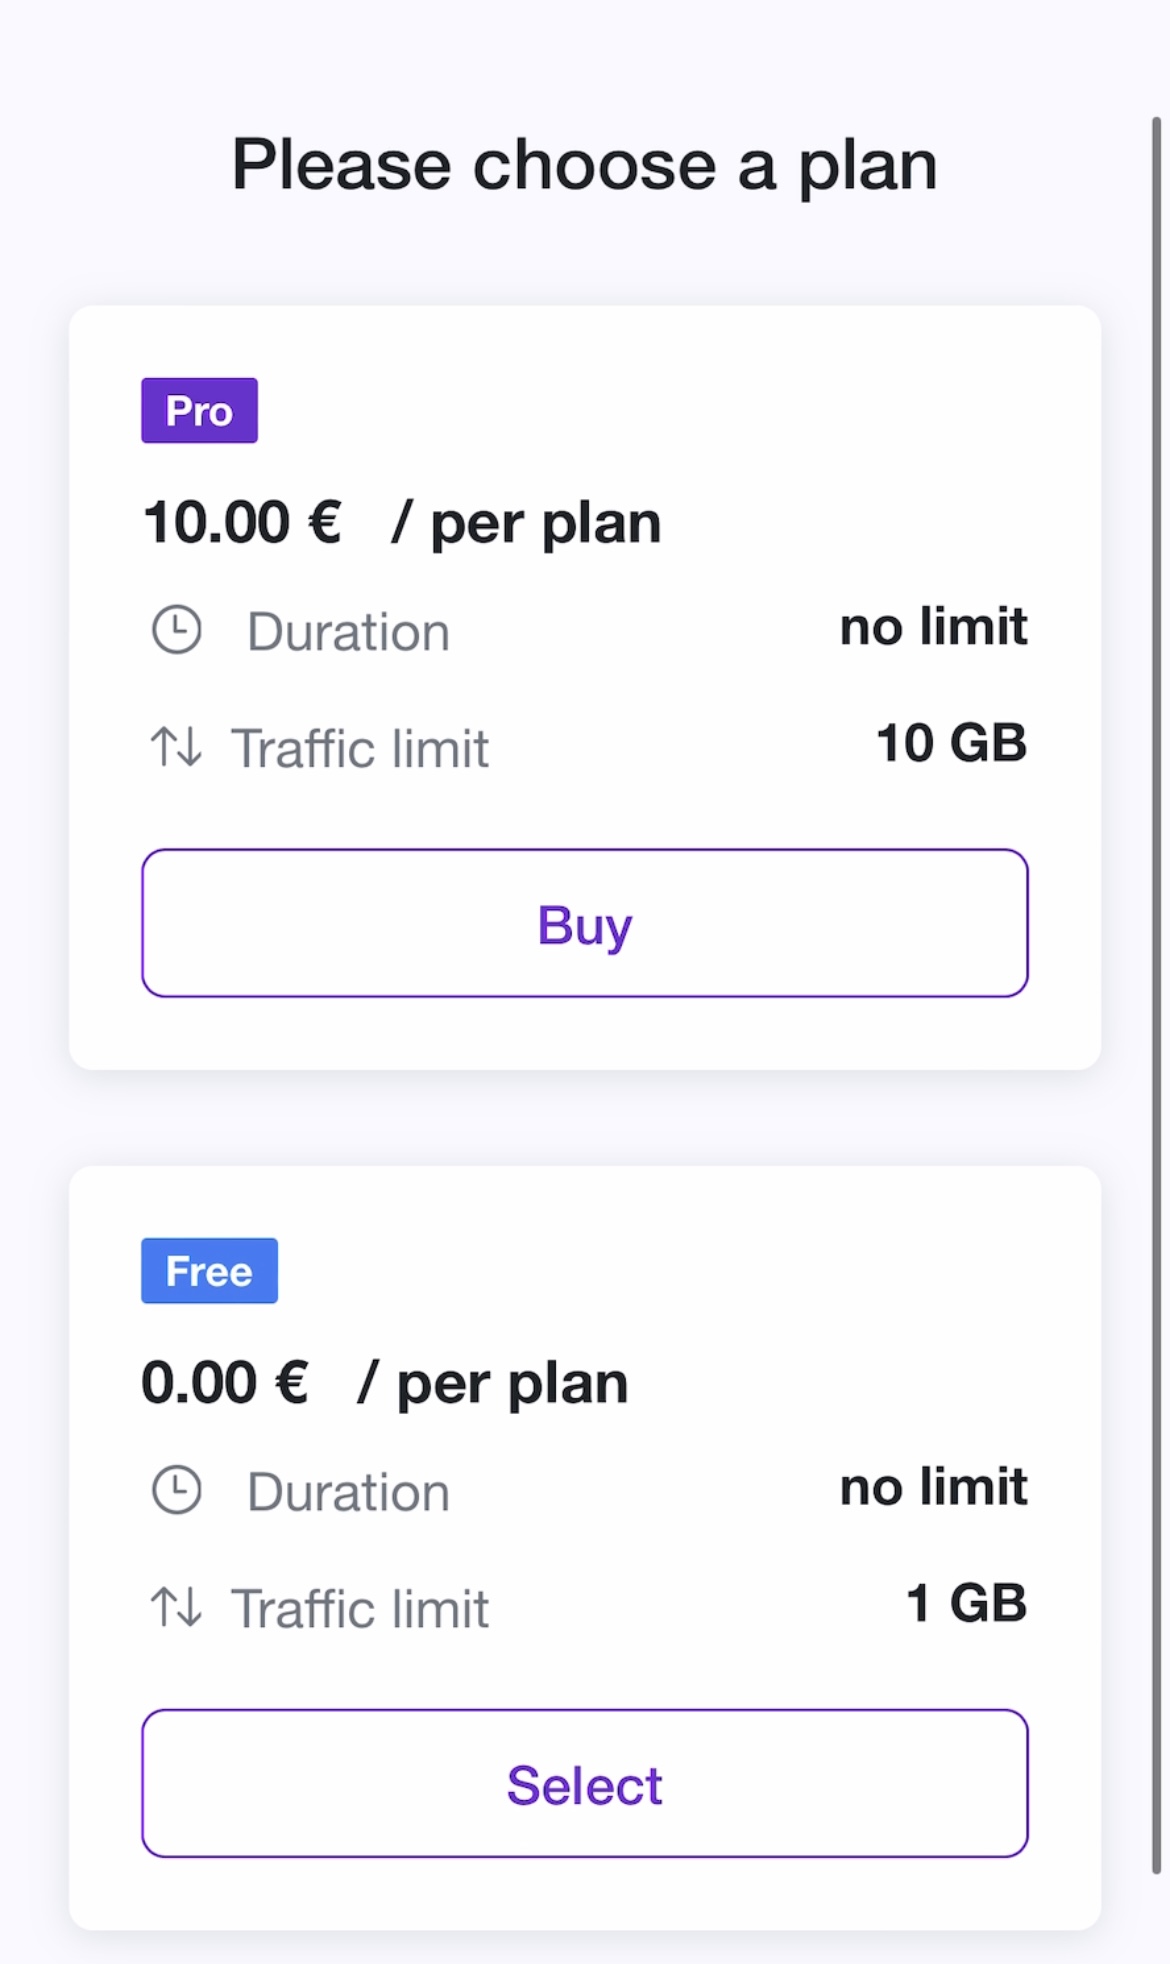 Please choose a plan
Pro
10.00 € / per plan
Duration no limit
Traffic limit 10 GB
Buy
Free
0.00 € / per plan
Duration no limit
Traffic limit 1 GB
Select